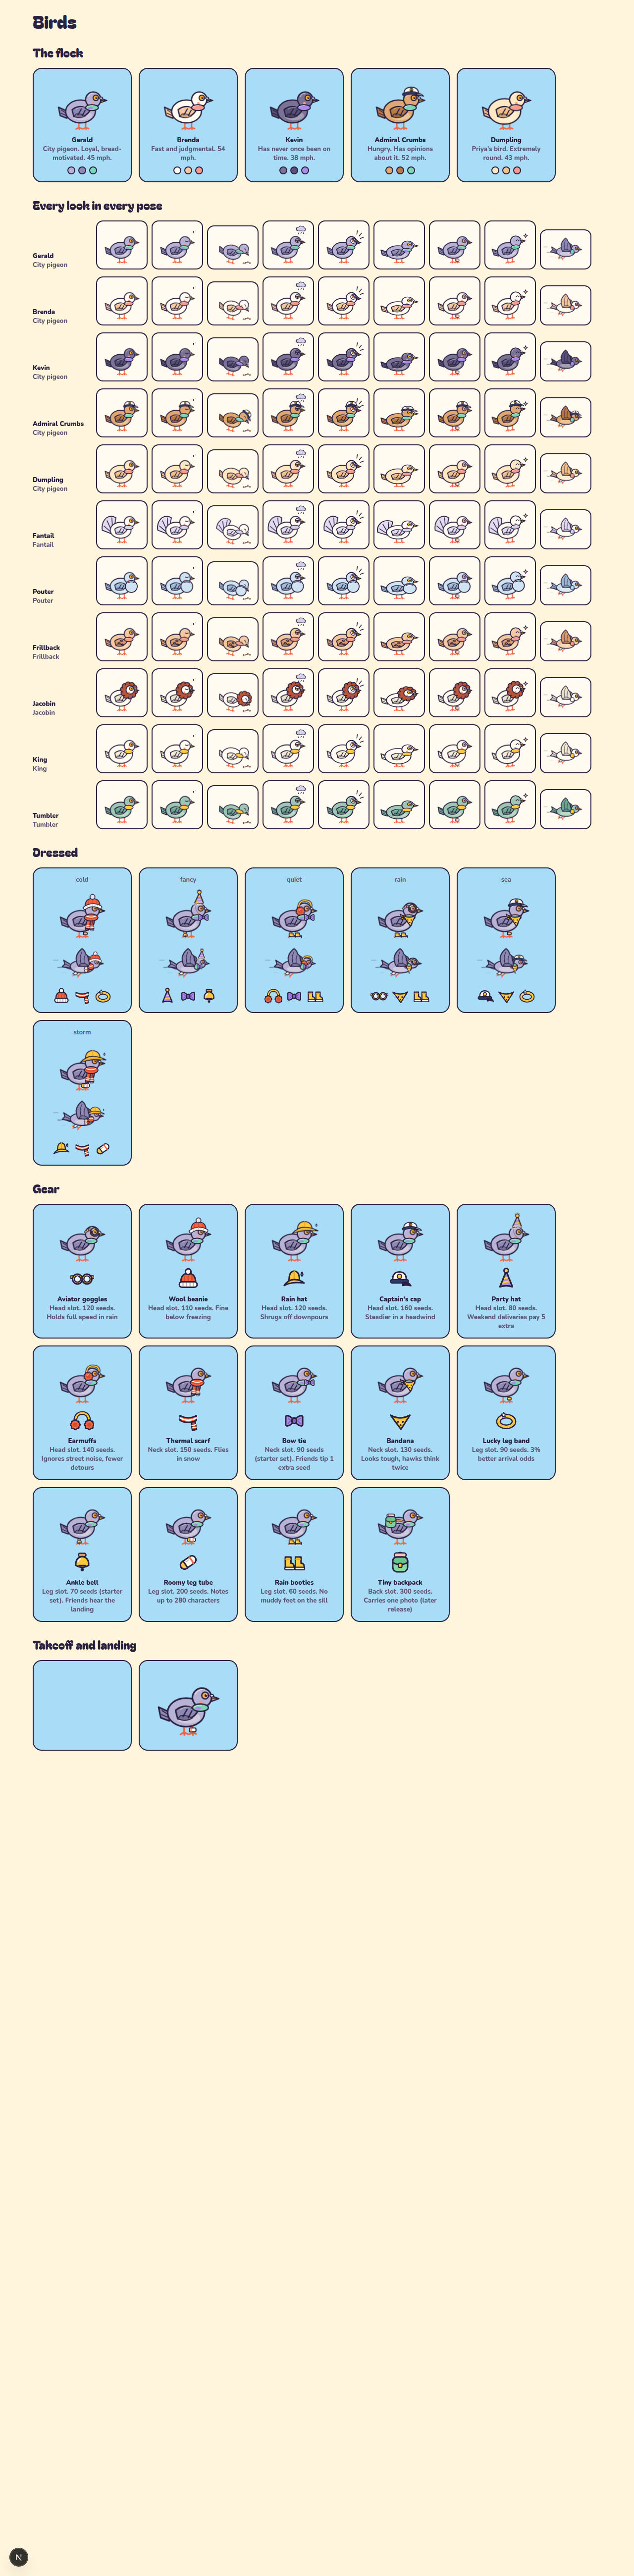 Birds
The flock
Gerald
City pigeon. Loyal, bread-
motivated. 45 mph.
Brenda
Fast and judgmental. 54
mph.
Kevin
Has never once been on
time. 38 mph.
Admiral Crumbs
Hungry. Has opinions
about it. 52 mph.
Dumpling
Priya's bird. Extremely
round. 43 mph.
Every look in every pose
Gerald
City pigeon
Brenda
City pigeon
Kevin
City pigeon
Admiral Crumbs
City pigeon
Dumpling
City pigeon
Fantail
Fantail
Pouter
Pouter
Frillback
Frillback
Jacobin
Jacobin
King
King
Tumbler
Tumbler
Dressed
cold
fancy
quiet
rain
sea
storm
Gear
Aviator goggles
Head slot. 120 seeds.
Holds full speed in rain
Wool beanie
Head slot. 110 seeds. Fine
below freezing
Rain hat
Head slot. 120 seeds.
Shrugs off downpours
Captain's cap
Head slot. 160 seeds.
Steadier in a headwind
Party hat
Head slot. 80 seeds.
Weekend deliveries pay 5
extra
Earmuffs
Head slot. 140 seeds.
Ignores street noise, fewer
detours
Thermal scarf
Neck slot. 150 seeds. Flies
in snow
Bow tie
Neck slot. 90 seeds
(starter set). Friends tip 1
extra seed
Bandana
Neck slot. 130 seeds.
Looks tough, hawks think
twice
Lucky leg band
Leg slot. 90 seeds. 3%
better arrival odds
Ankle bell
Leg slot. 70 seeds (starter
set). Friends hear the
landing
Roomy leg tube
Leg slot. 200 seeds. Notes
up to 280 characters
Rain booties
Leg slot. 60 seeds. No
muddy feet on the sill
Tiny backpack
Back slot. 300 seeds.
Carries one photo (later
release)
Takeoff and landing
N